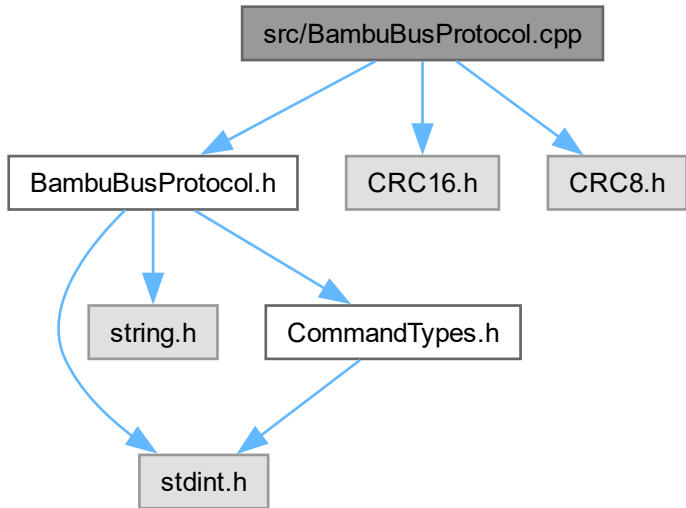 src/BambuBusProtocol.cpp
BambuBusProtocol.h
CRC16.h
CRC8.h
string.h
CommandTypes.h
stdint.h